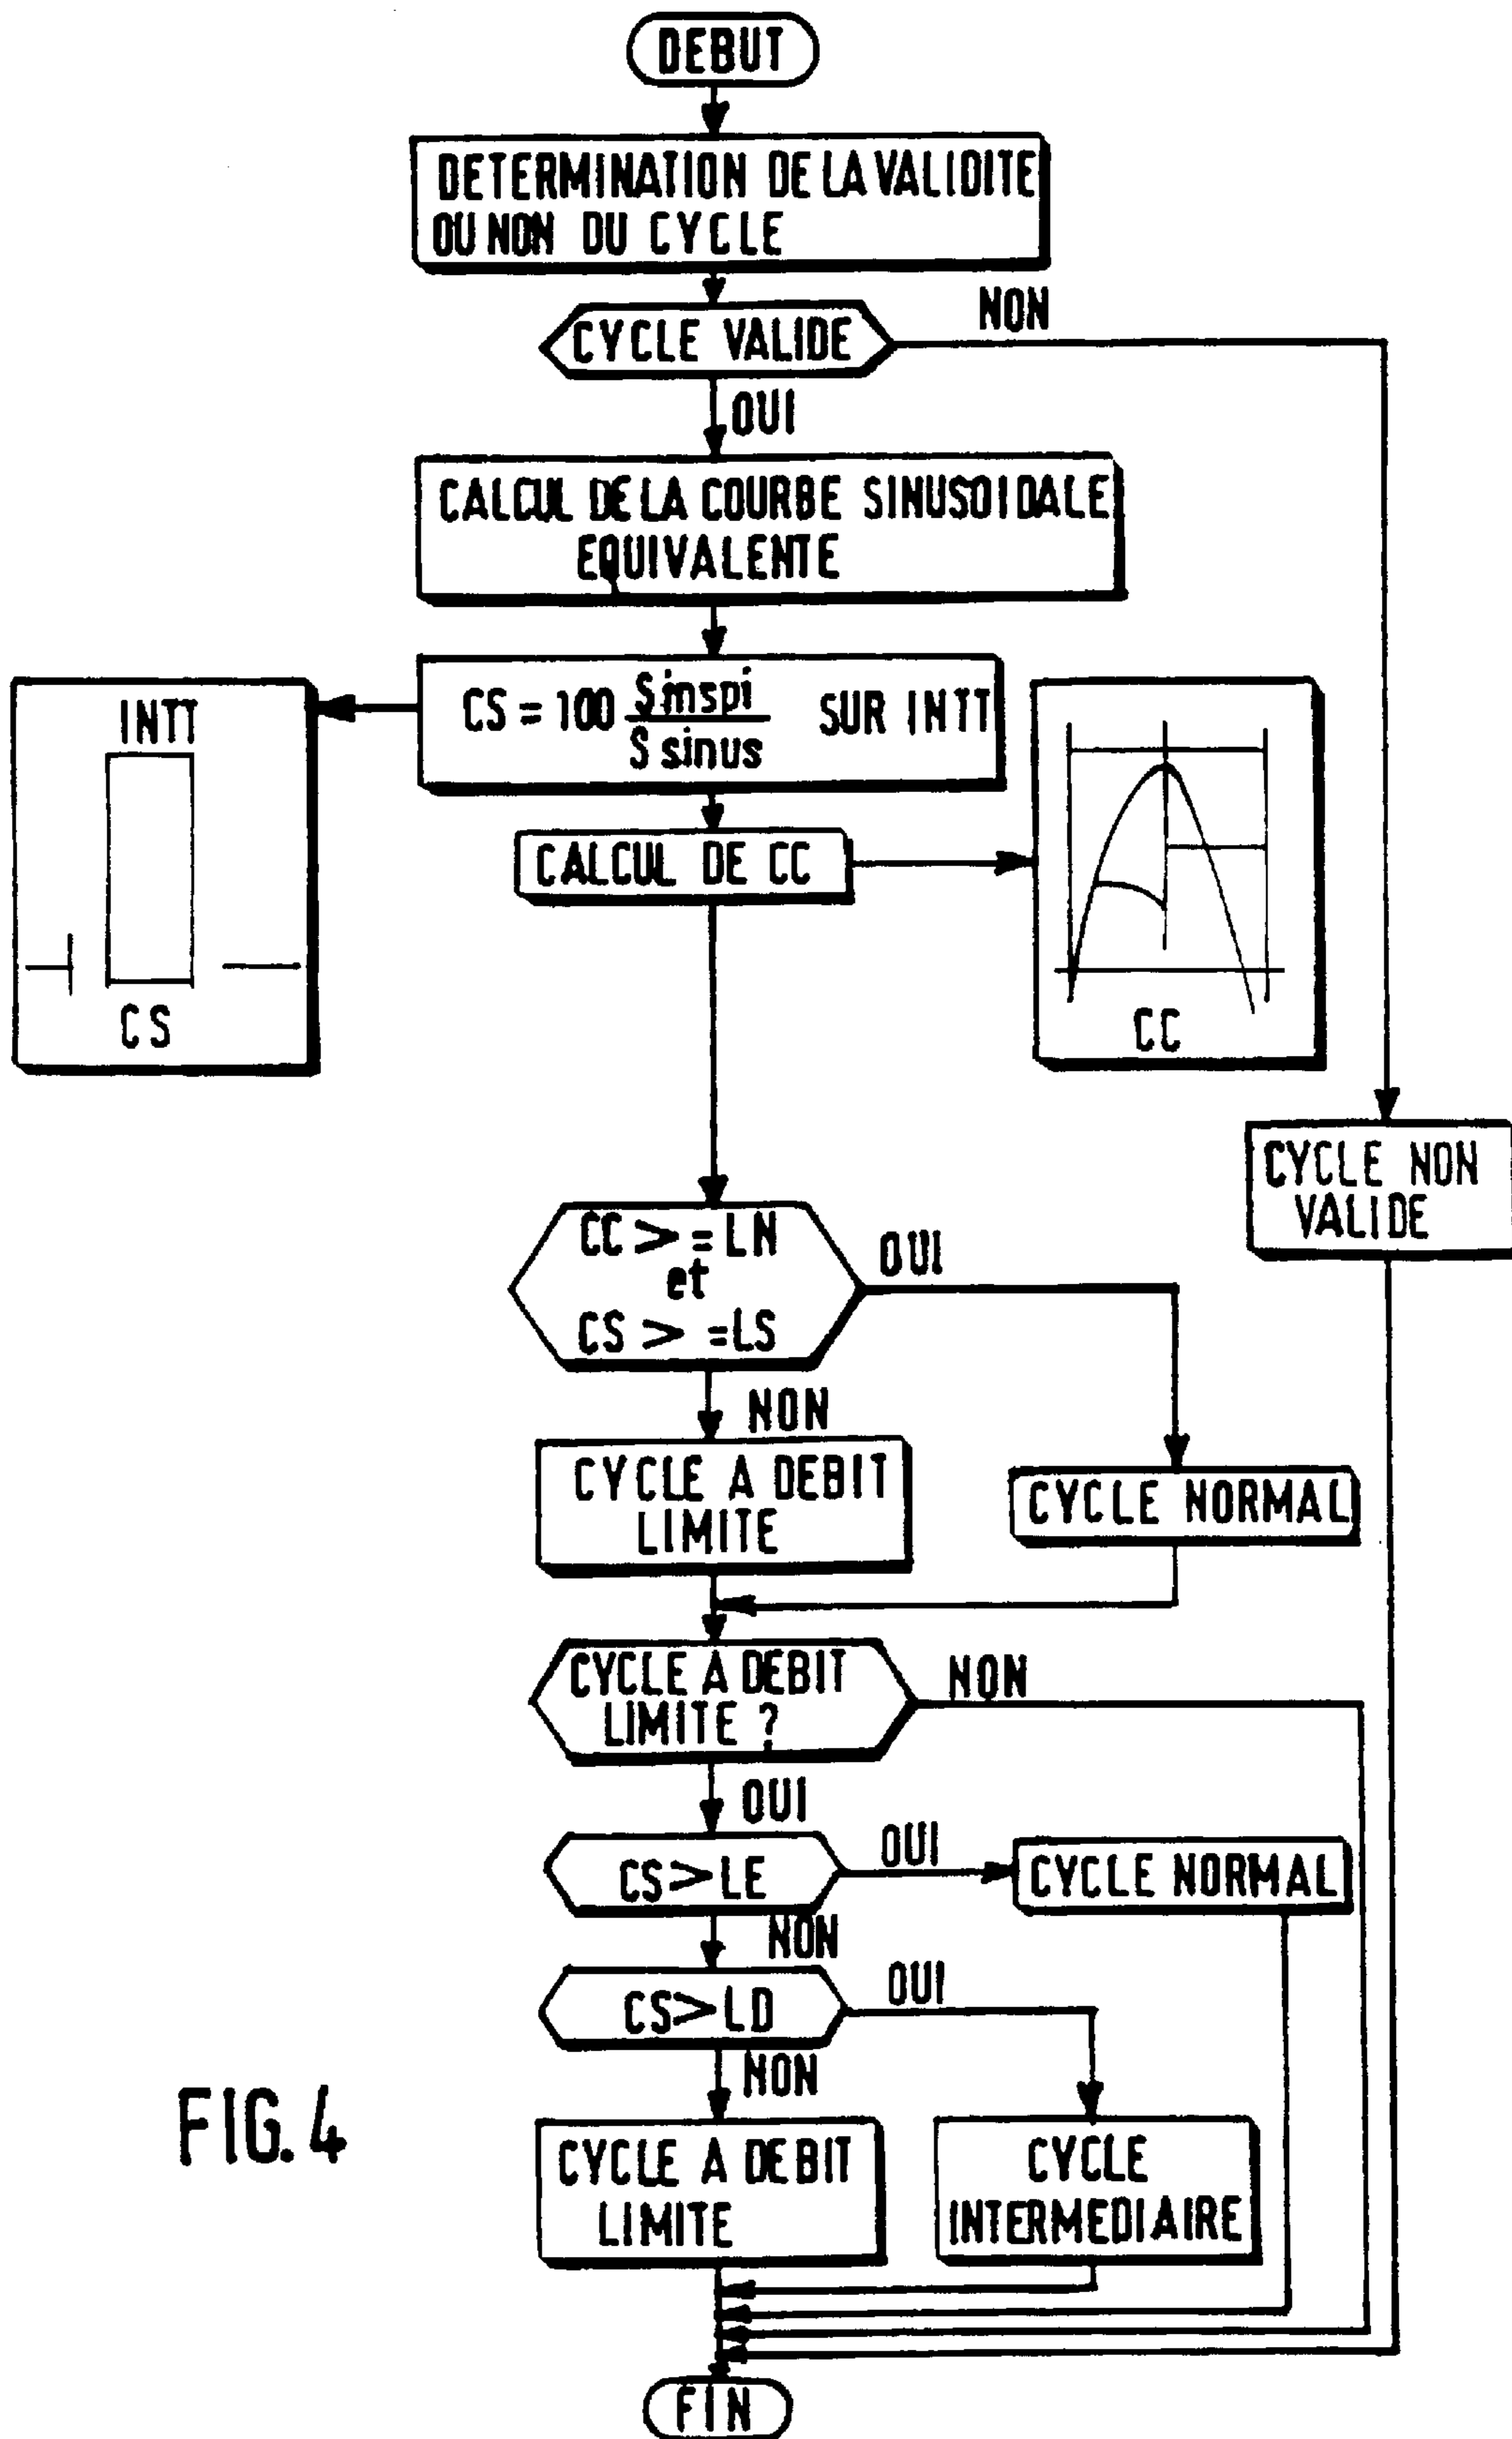 DEBUT
DETERMINATION DE LA VALIDITE
OU NON DU CYCLE
CYCLE VALIDE
NON
OUI
CALCUL DE LA COURBE SINUSOIDALE
EQUIVALENTE
CS = 100 S inspi / S sinus SUR INTT
INTT
CS
CALCUL DE CC
CC
CYCLE NON
VALIDE
CC > = LN
et
CS > = LS
OUI
NON
CYCLE A DEBIT
LIMITE
CYCLE NORMAL
CYCLE A DEBIT
LIMITE ?
NON
OUI
CS > LE
OUI
CYCLE NORMAL
NON
CS > LD
OUI
NON
CYCLE A DEBIT
LIMITE
CYCLE
INTERMEDIAIRE
FIN
FIG. 4